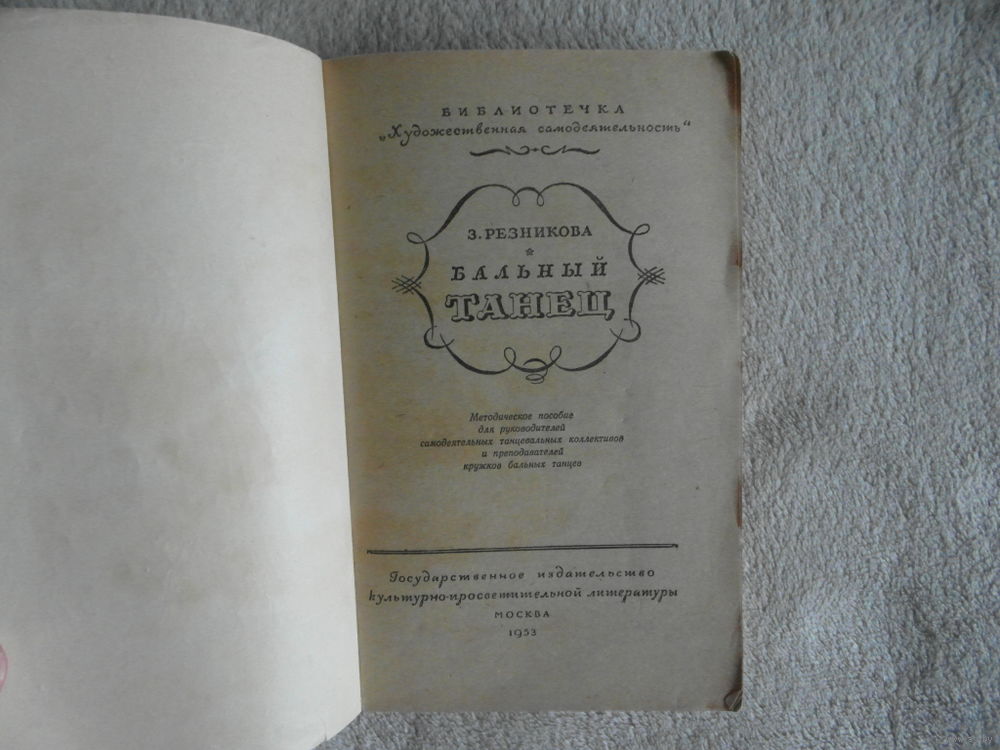 БИБЛИОТЕЧКА
„Художественная самодеятельность“
З. РЕЗНИКОВА
БАЛЬНЫЙ
ТАНЕЦ
Методическое пособие
для руководителей
самодеятельных танцевальных коллективов
и преподавателей
кружков бальных танцев
Государственное издательство
культурно-просветительной литературы
МОСКВА
1953